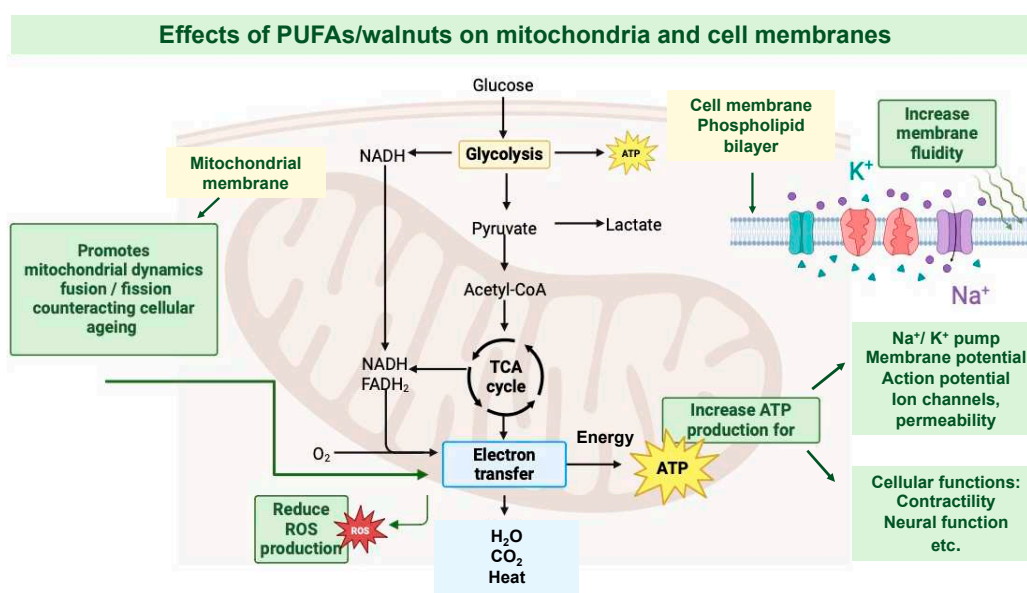 Effects of PUFAs/walnuts on mitochondria and cell membranes
Glucose
NADH
Glycolysis
ATP
Pyruvate
Lactate
Acetyl-CoA
TCA
cycle
NADH
FADH₂
O₂
Electron
transfer
Energy
ATP
H₂O
CO₂
Heat
Mitochondrial
membrane
Promotes
mitochondrial dynamics
fusion / fission
counteracting cellular
ageing
Reduce
ROS
production
ROS
Cell membrane
Phospholipid
bilayer
Increase
membrane
fluidity
K⁺
Na⁺
Increase ATP
production for
Na⁺/ K⁺ pump
Membrane potential
Action potential
Ion channels,
permeability
Cellular functions:
Contractility
Neural function
etc.